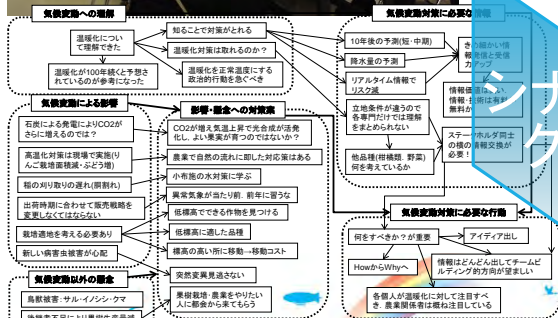 気候変動への理解
温暖化につい
て理解できた
知ることで対策がとれる
温暖化対策は取れるのか？
温暖化が100年続くと予想さ
れているのが参考になった
温暖化を正常温度にする
政治的行動を急ぐべき
気候変動による影響
石炭による発電によりCO2が
さらに増えるのでは？
高温化対策は現場で実施(り
んご栽培面積減・ぶどう増)
稲の刈り取りの遅れ(胴割れ)
出荷時期に合わせて販売戦略を
変更しなくてはならない
栽培適地を考える必要あり
新しい病害虫被害が心配
気候変動以外の懸念
鳥獣被害:サル・イノシシ・クマ
影響・懸念への対策案
CO2が増え気温上昇で光合成が活発
化し、よい果実が育つのではないか？
農業で自然の流れに即した対応策はある
小布施の水対策に学ぶ
異常気象が当たり前、前年に習うな
低標高でできる作物を見つける
低標高に適した品種
標高の高い所に移動→移動コスト
突然変異見逃さない
果樹栽培・農業をやりたい
人に都会から来てもらう
気候変動対策に必要な情報
10年後の予測(短・中期)
降水量の予測
リアルタイム情報で
リスク減
立地条件が違うので
各専門だけでは理解
をまとめられない
他品種(柑橘類、野菜)
何を考えているか
きめ細かい情
報発信と受信
力アップ
ステークホルダ同士
の横の情報交換が
必要！
気候変動対策に必要な行動
何をすべきか？が重要
アイディア出し
HowからWhyへ
情報はどんどん出してチームビ
ルディング的方向が望ましい
各個人が温暖化に対して注目すべ
き、農業関係者は概ね注目している